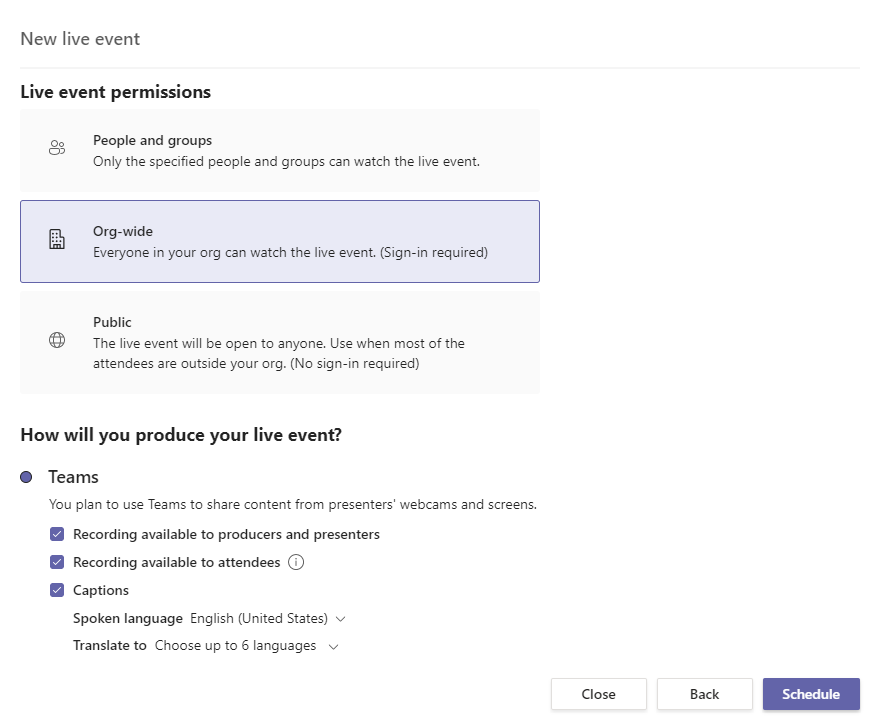 New live event
Live event permissions
People and groups
Only the specified people and groups can watch the live event.
Org-wide
Everyone in your org can watch the live event. (Sign-in required)
Public
The live event will be open to anyone. Use when most of the
attendees are outside your org. (No sign-in required)
How will you produce your live event?
Teams
You plan to use Teams to share content from presenters' webcams and screens.
Recording available to producers and presenters
Recording available to attendees
Captions
Spoken language English (United States)
Translate to Choose up to 6 languages
Close Back Schedule